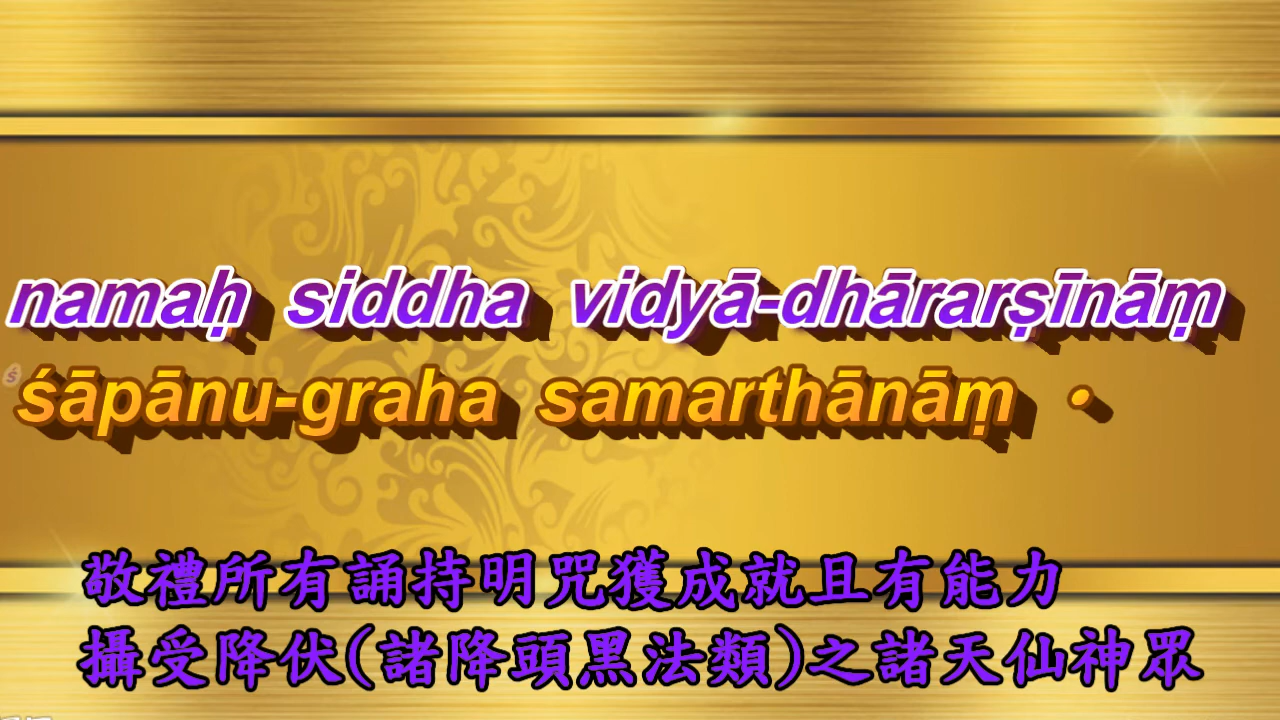 namaḥ siddha vidyā-dhārarṣīnāṃ
śāpānu-graha samarthānāṃ ·
敬禮所有誦持明咒獲成就且有能力
攝受降伏(諸降頭黑法類)之諸天仙神眾